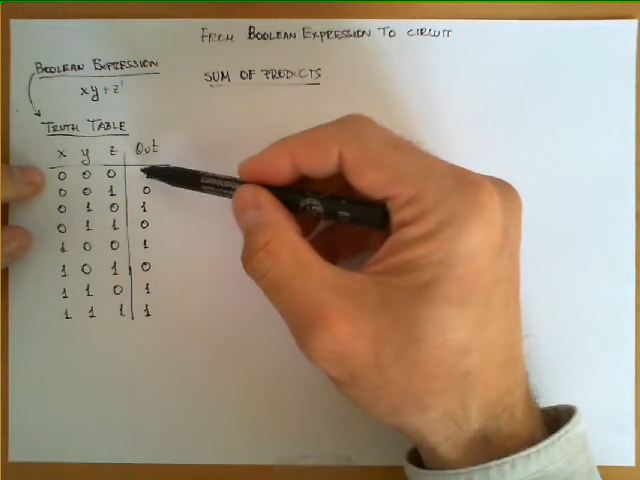 FROM BOOLEAN EXPRESSION TO CIRCUIT
BOOLEAN EXPRESSION
xy+z'
SUM OF PRODUCTS
TRUTH TABLE
x y z Out
0 0 0
0 0 1 0
0 1 0 1
0 1 1 0
1 0 0 1
1 0 1 0
1 1 0 1
1 1 1 1